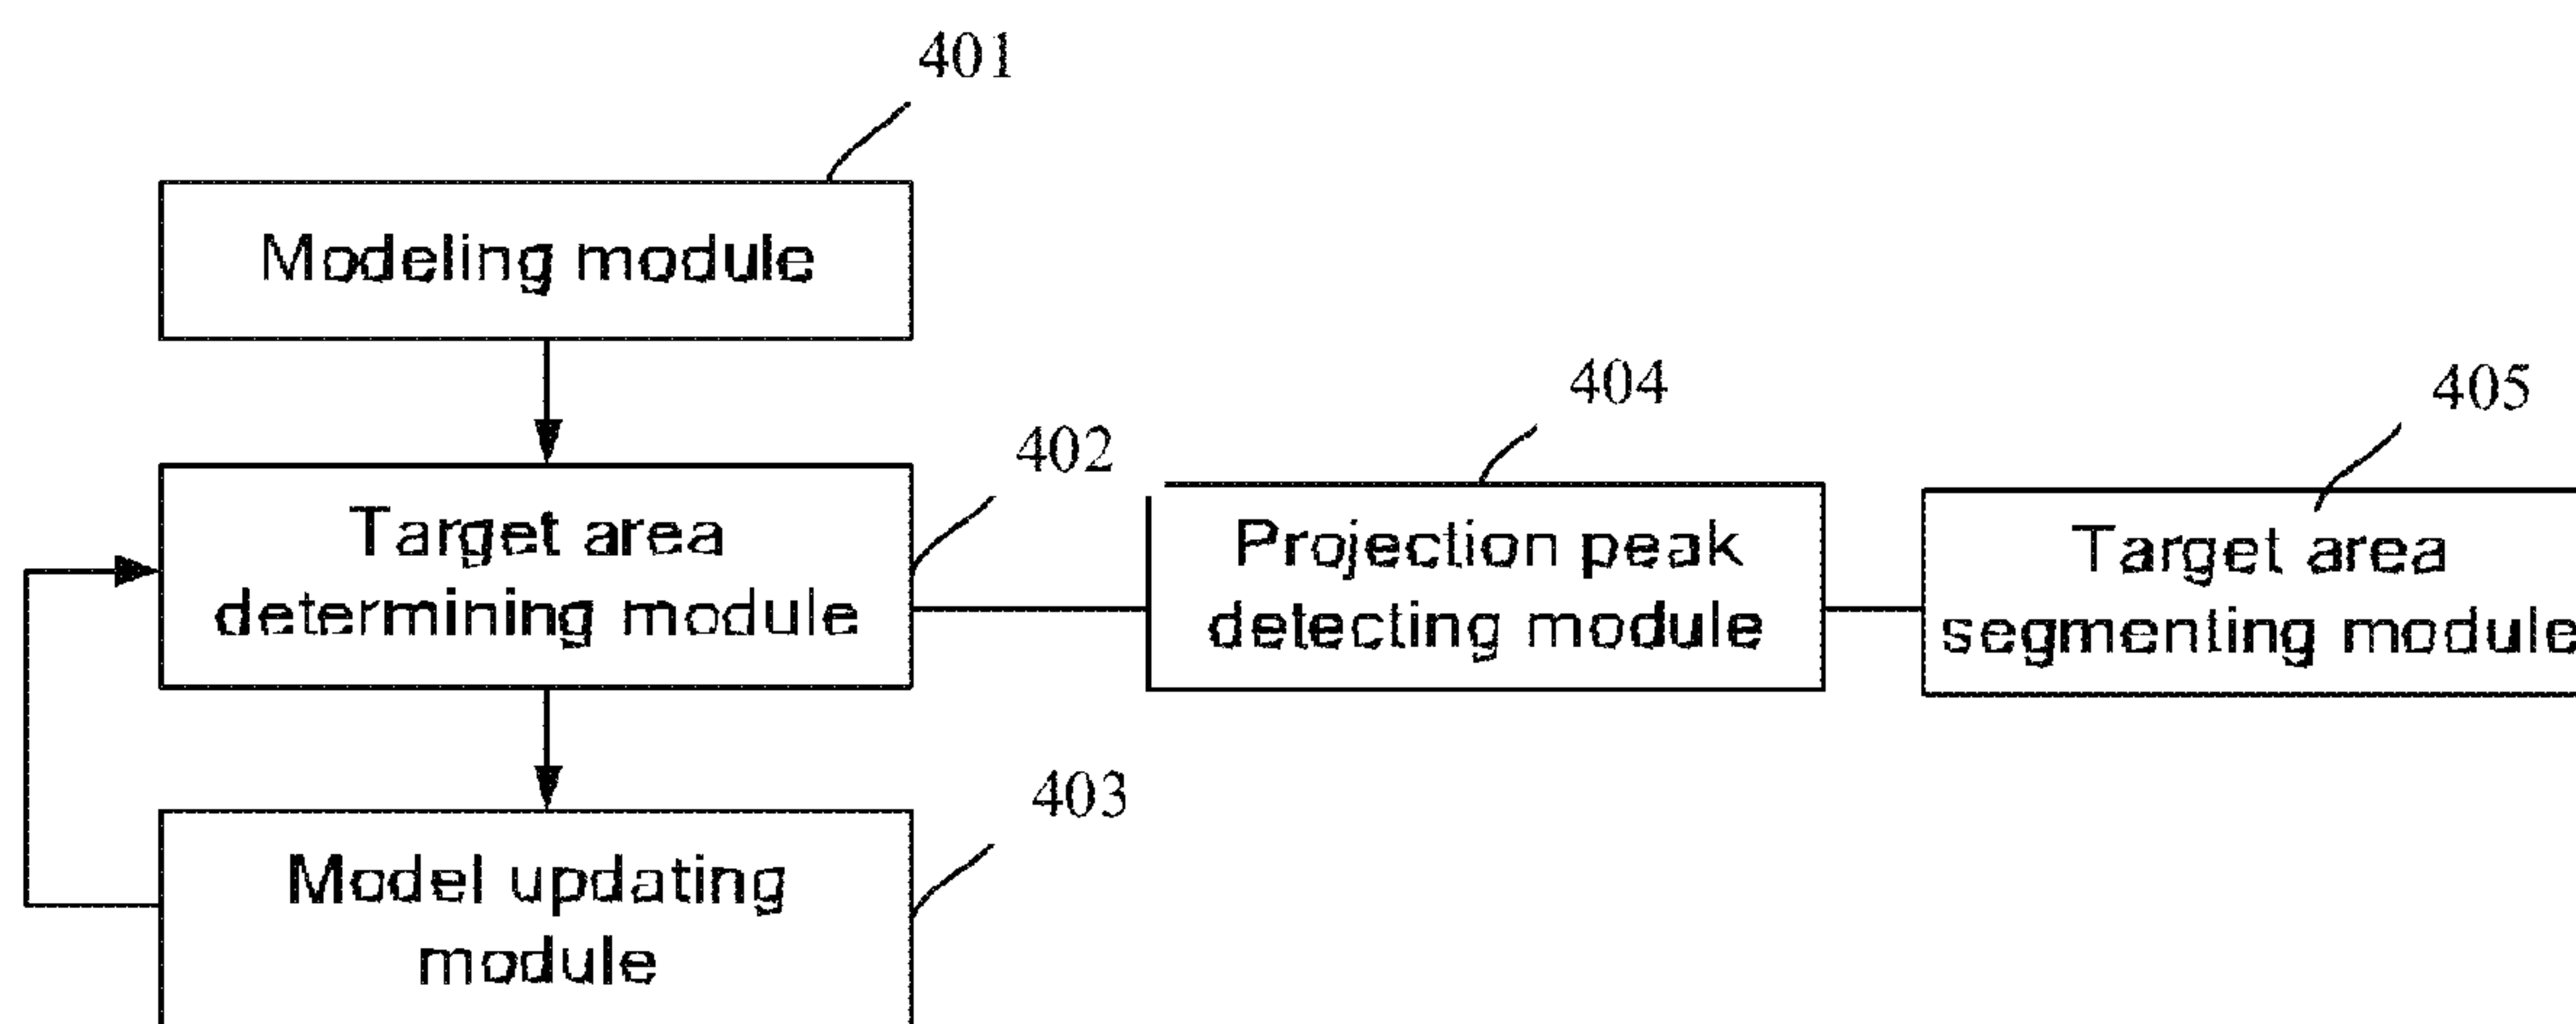 401
Modeling module
402
Target area
determining module
404
Projection peak
detecting module
405
Target area
segmenting module
403
Model updating
module